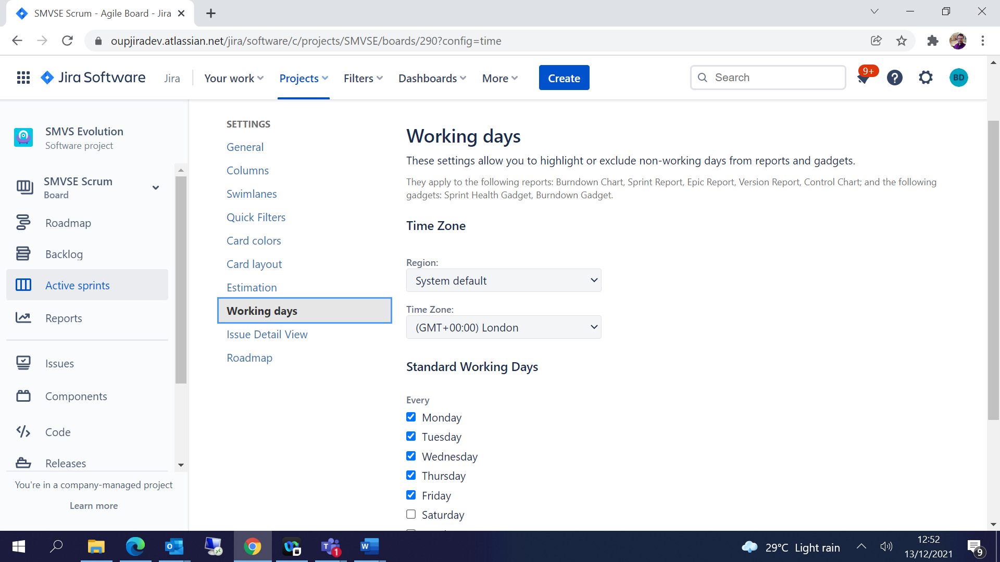 SMVSE Scrum - Agile Board - Jira
oupjiradev.atlassian.net/jira/software/c/projects/SMVSE/boards/290?config=time
Jira Software
Jira
Your work
Projects
Filters
Dashboards
More
Create
Search
9+
BD
SMVS Evolution
Software project
SMVSE Scrum
Board
Roadmap
Backlog
Active sprints
Reports
Issues
Components
Code
Releases
You're in a company-managed project
Learn more
SETTINGS
General
Columns
Swimlanes
Quick Filters
Card colors
Card layout
Estimation
Working days
Issue Detail View
Roadmap
Working days
These settings allow you to highlight or exclude non-working days from reports and gadgets.
They apply to the following reports: Burndown Chart, Sprint Report, Epic Report, Version Report, Control Chart; and the following
gadgets: Sprint Health Gadget, Burndown Gadget.
Time Zone
Region:
System default
Time Zone:
(GMT+00:00) London
Standard Working Days
Every
Monday
Tuesday
Wednesday
Thursday
Friday
Saturday
29°C Light rain
12:52
13/12/2021
9
1